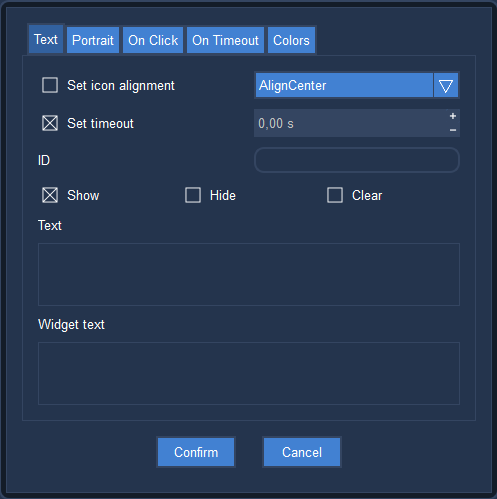 Text Portrait On Click On Timeout Colors
Set icon alignment AlignCenter
Set timeout 0,00 s
ID
Show Hide Clear
Text
Widget text
Confirm Cancel